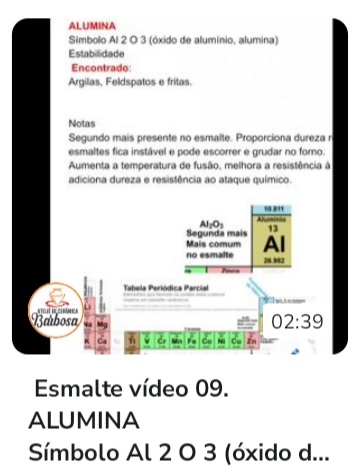 ALUMINA
Símbolo Al 2 O 3 (óxido de alumínio, alumina)
Estabilidade
Encontrado:
Argilas, Feldspatos e fritas.
Notas
Segundo mais presente no esmalte. Proporciona dureza
esmaltes fica instável e pode escorrer e grudar no forno.
Aumenta a temperatura de fusão, melhora a resistência à
adiciona dureza e resistência ao ataque químico.
10.811
Al₂O₃
Segunda mais
Mais comum
no esmalte
Alumínio
13
Al
26.982
Tabela Periódica Parcial
Li
Na Mg
K Ca Ti V Cr Mn Fe Co Ni Cu Zn
ATELIÊ DE CERÂMICA
Barbosa
02:39
Esmalte vídeo 09.
ALUMINA
Símbolo Al 2 O 3 (óxido d...